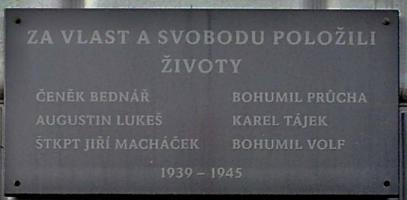 ZA VLAST A SVOBODU POLOŽILI
ŽIVOTY
ČENĚK BEDNÁŘ BOHUMIL PRŮCHA
AUGUSTIN LUKEŠ KAREL TÁJEK
ŠTKPT JIŘÍ MACHÁČEK BOHUMIL VOLF
1939 – 1945